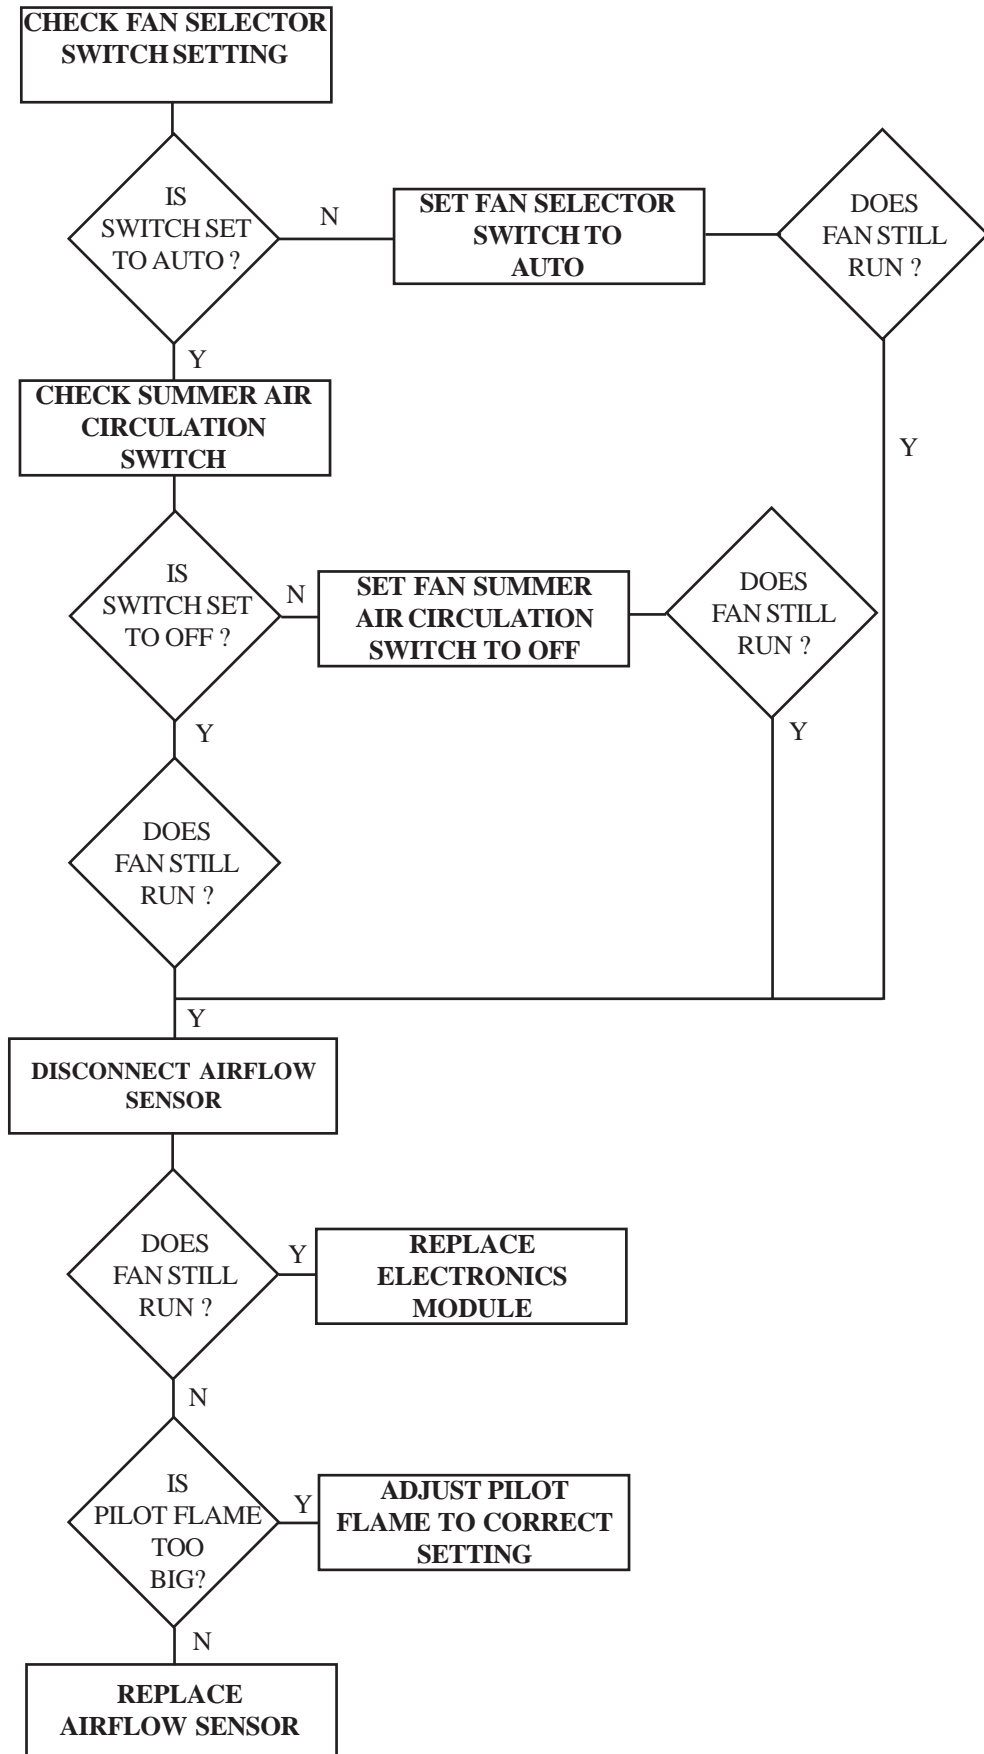 CHECK FAN SELECTOR
SWITCH SETTING
IS
SWITCH SET
TO AUTO ?
N
SET FAN SELECTOR
SWITCH TO
AUTO
DOES
FAN STILL
RUN ?
Y
Y
CHECK SUMMER AIR
CIRCULATION
SWITCH
IS
SWITCH SET
TO OFF ?
N
SET FAN SUMMER
AIR CIRCULATION
SWITCH TO OFF
DOES
FAN STILL
RUN ?
Y
Y
DOES
FAN STILL
RUN ?
Y
DISCONNECT AIRFLOW
SENSOR
DOES
FAN STILL
RUN ?
Y
REPLACE
ELECTRONICS
MODULE
N
IS
PILOT FLAME
TOO
BIG?
Y
ADJUST PILOT
FLAME TO CORRECT
SETTING
N
REPLACE
AIRFLOW SENSOR